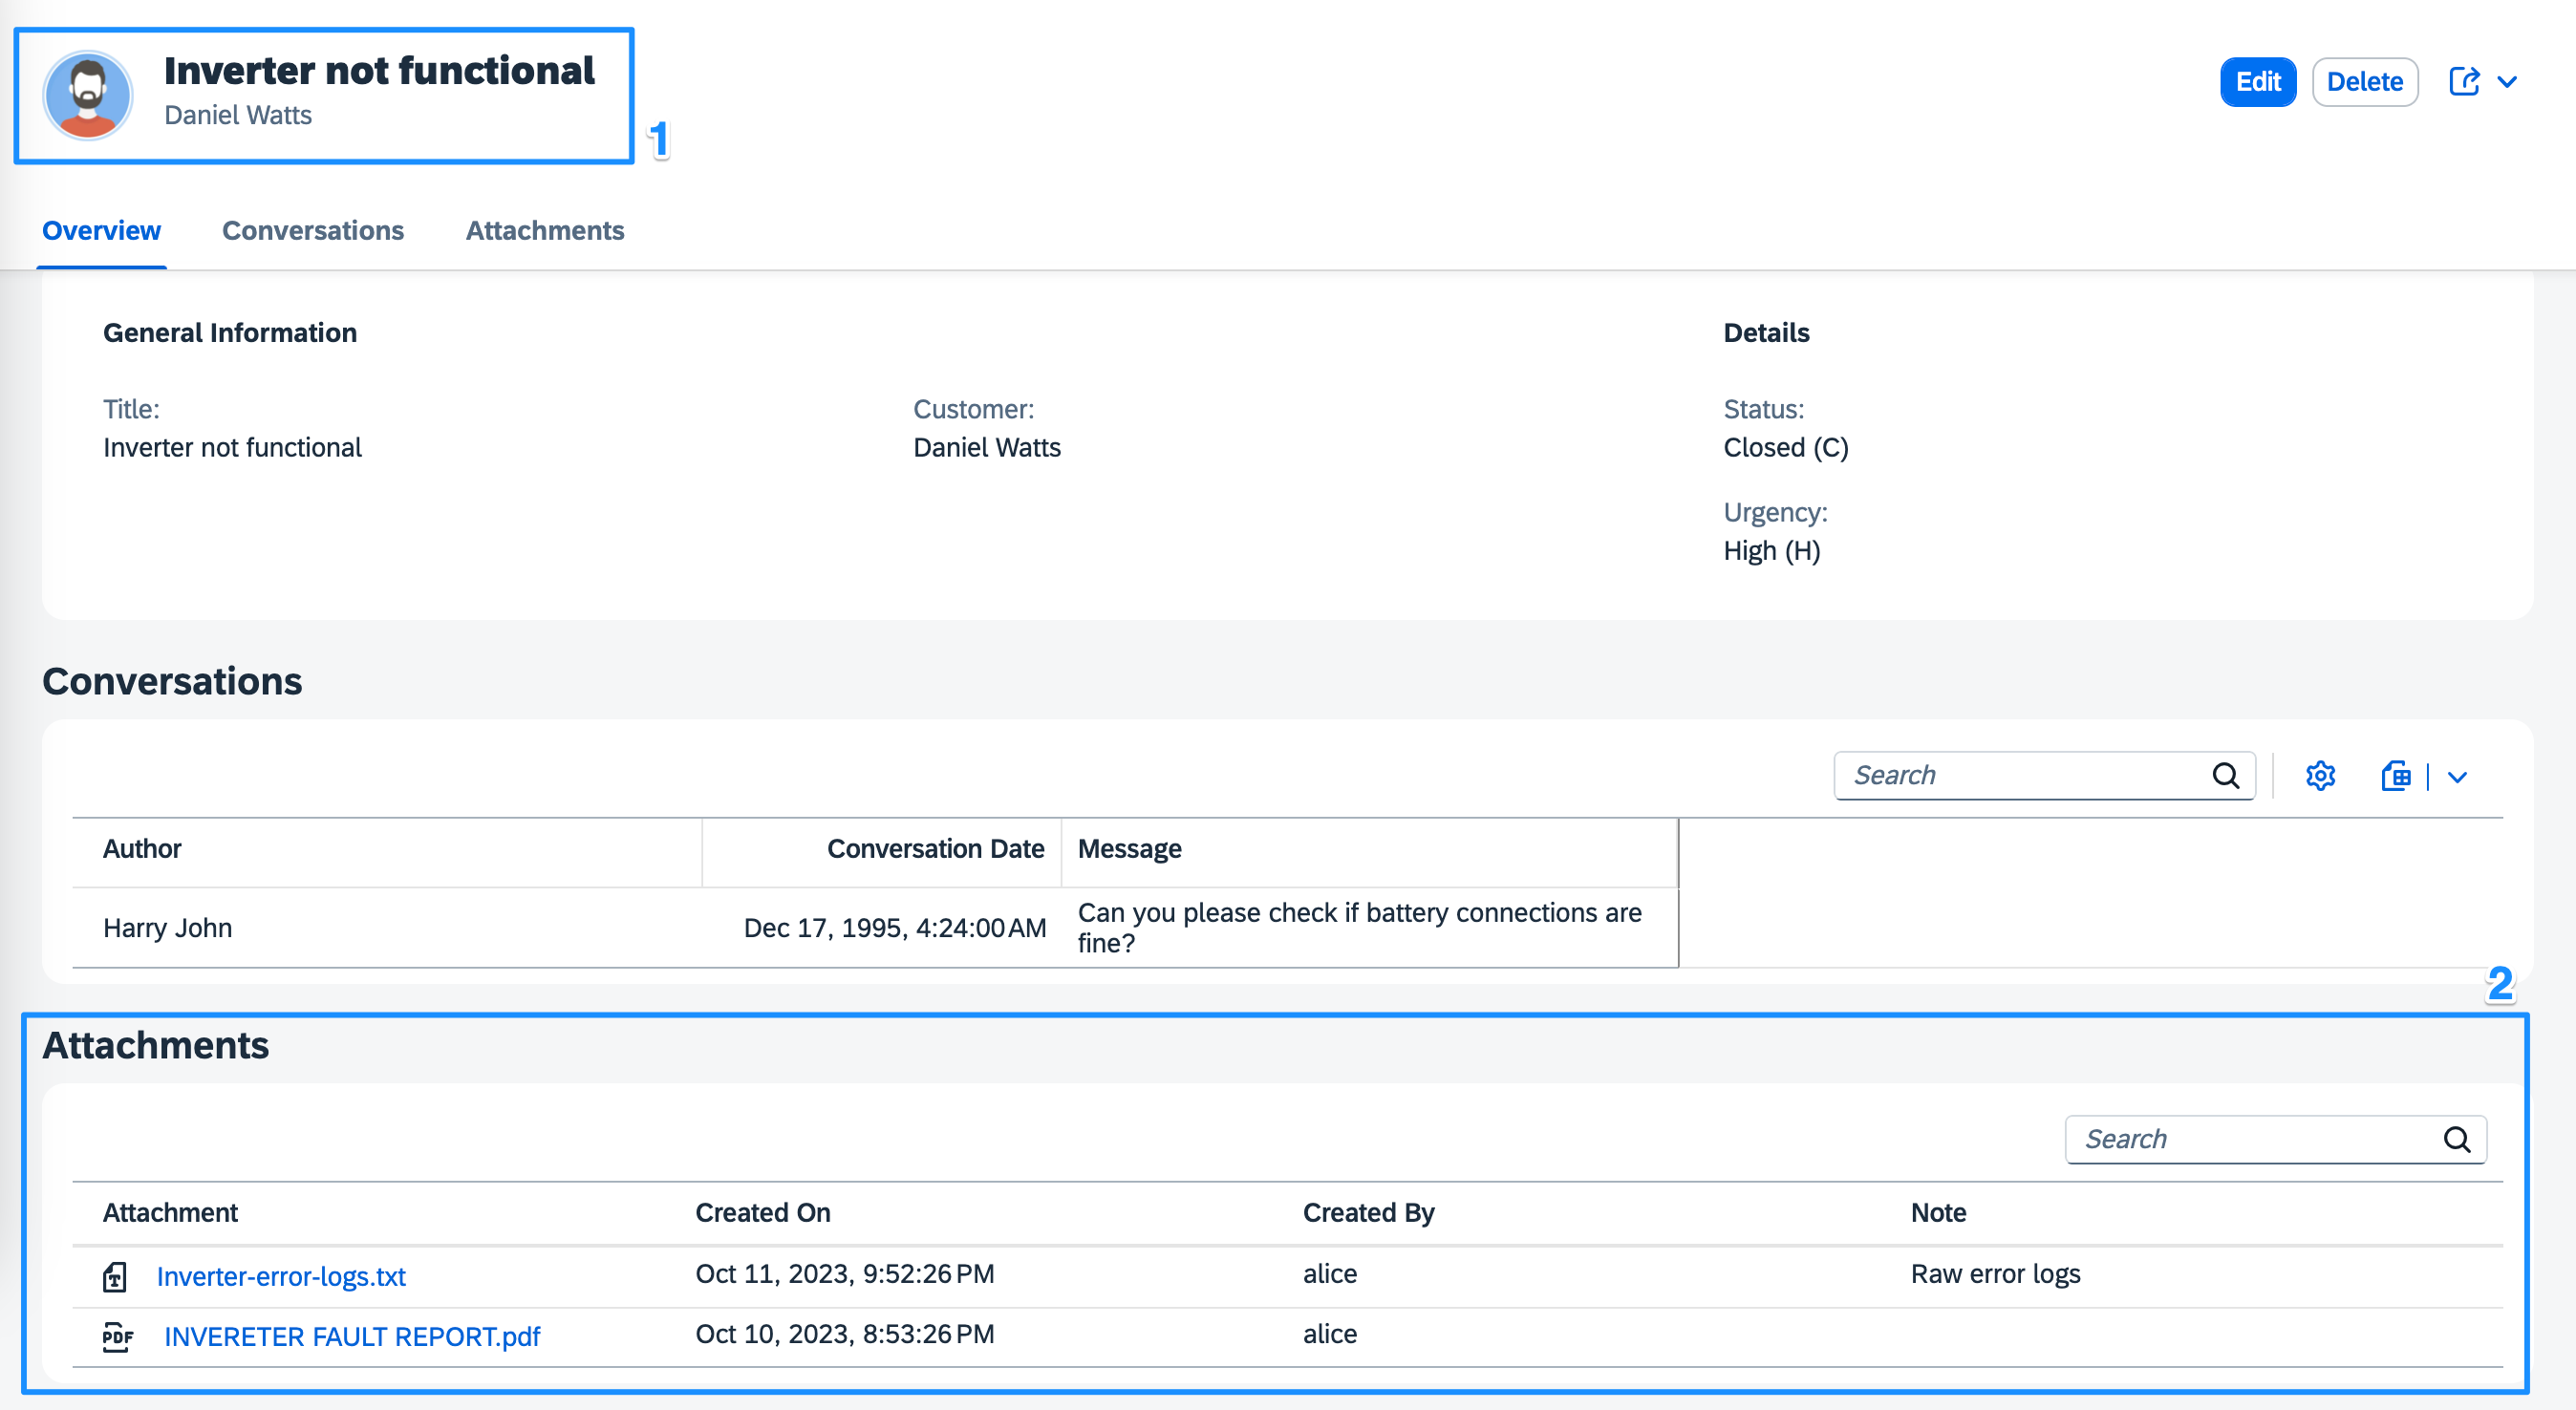 Inverter not functional
Daniel Watts
1
Edit
Delete
Overview
Conversations
Attachments
General Information
Details
Title:
Customer:
Status:
Inverter not functional
Daniel Watts
Closed (C)
Urgency:
High (H)
Conversations
Search
Author
Conversation Date
Message
Harry John
Dec 17, 1995, 4:24:00 AM
Can you please check if battery connections are
fine?
2
Attachments
Search
Attachment
Created On
Created By
Note
Inverter-error-logs.txt
Oct 11, 2023, 9:52:26 PM
alice
Raw error logs
PDF
INVERETER FAULT REPORT.pdf
Oct 10, 2023, 8:53:26 PM
alice